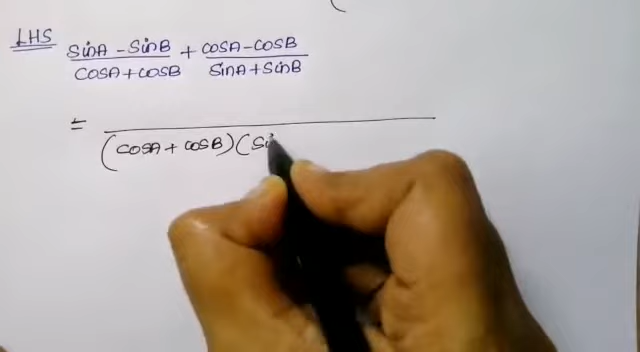 LHS
SinA - SinB / COSA + COSB + COSA - COSB / SinA + SinB
= / (COSA + COSB) (Si